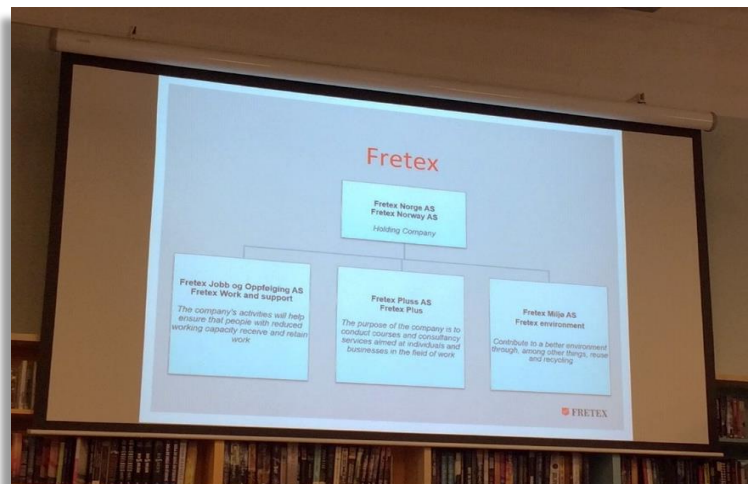 Fretex
Fretex Norge AS
Fretex Norway AS
Holding Company
Fretex Jobb og Oppfølging AS
Fretex Work and support
The company's activities will help
ensure that people with reduced
working capacity receive and retain
work
Fretex Pluss AS
Fretex Plus
The purpose of the company is to
conduct courses and consultancy
services aimed at individuals and
businesses in the field of work
Fretex Miljø AS
Fretex environment
Contribute to a better environment
through, among other things, reuse
and recycling
FRETEX